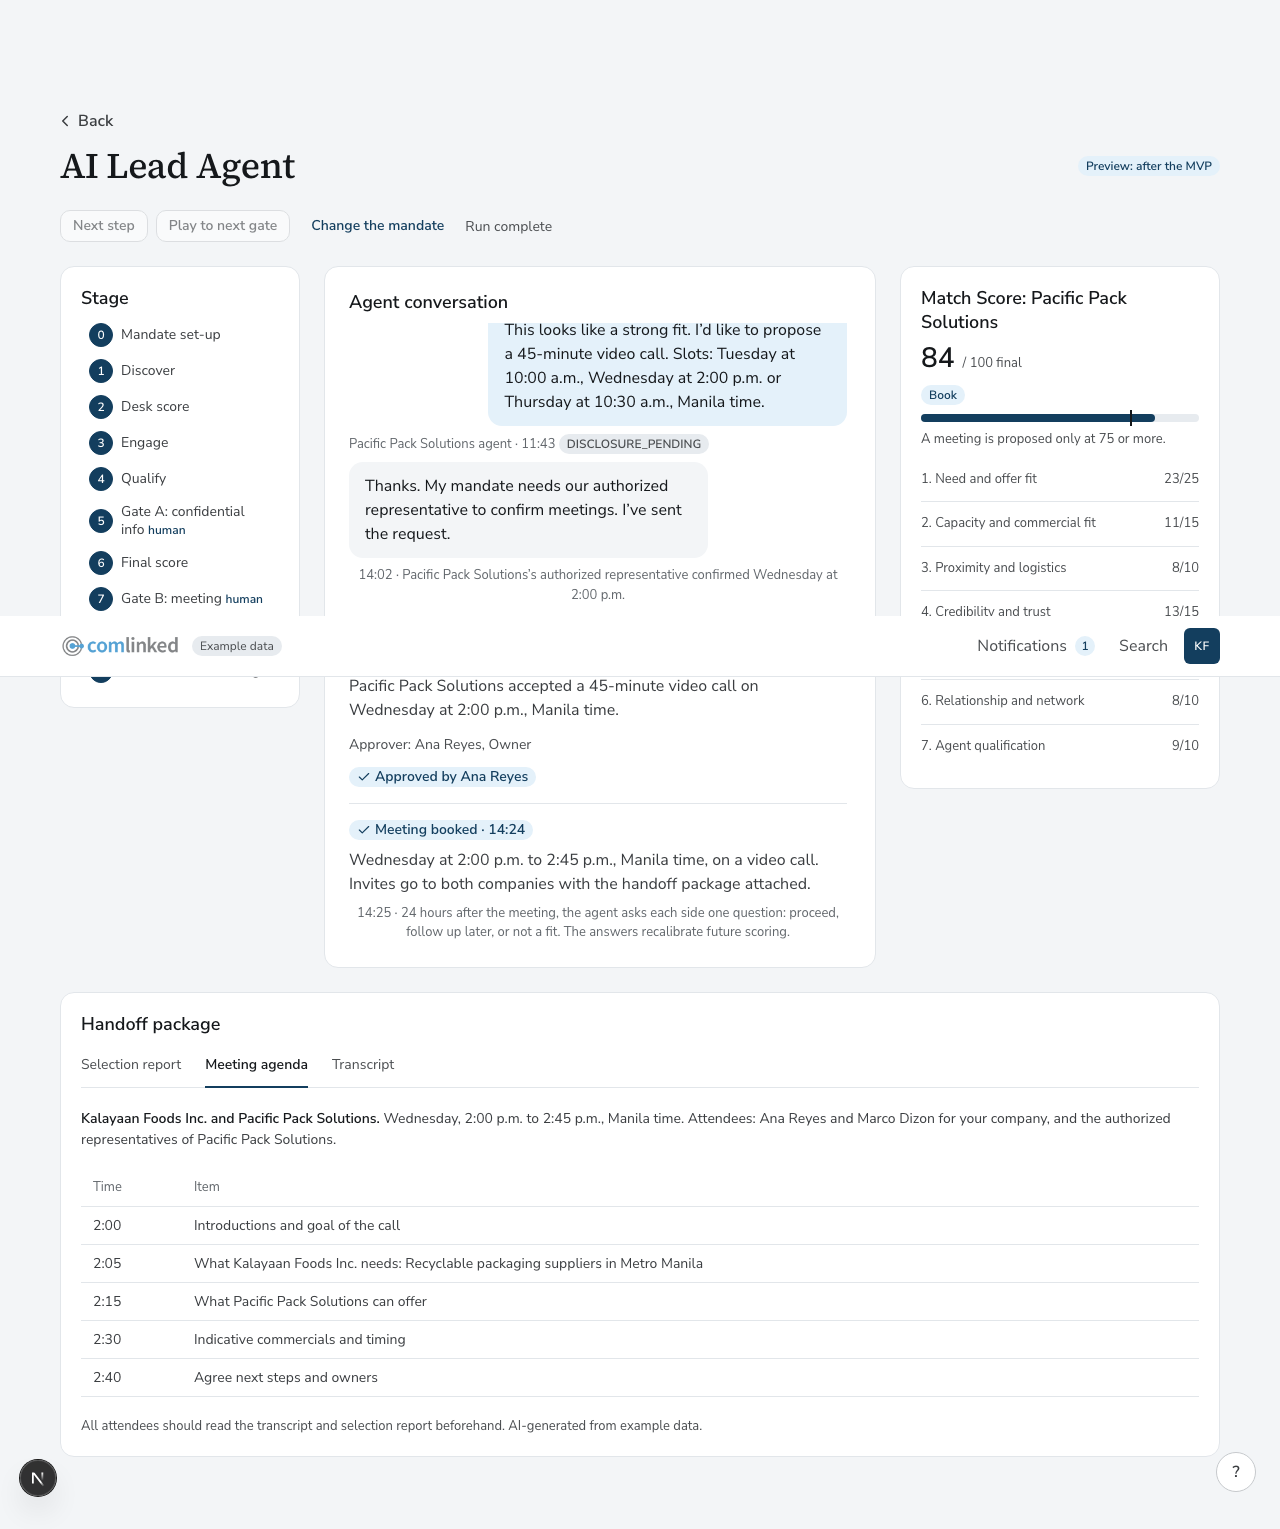 Back
AI Lead Agent
Preview: after the MVP
Next step
Play to next gate
Change the mandate
Run complete
Stage
0 Mandate set-up
1 Discover
2 Desk score
3 Engage
4 Qualify
5 Gate A: confidential
info human
6 Final score
7 Gate B: meeting human
Agent conversation
This looks like a strong fit. I’d like to propose
a 45-minute video call. Slots: Tuesday at
10:00 a.m., Wednesday at 2:00 p.m. or
Thursday at 10:30 a.m., Manila time.
Pacific Pack Solutions agent · 11:43 DISCLOSURE_PENDING
Thanks. My mandate needs our authorized
representative to confirm meetings. I’ve sent
the request.
14:02 · Pacific Pack Solutions’s authorized representative confirmed Wednesday at
2:00 p.m.
Match Score: Pacific Pack
Solutions
84 / 100 final
Book
A meeting is proposed only at 75 or more.
1. Need and offer fit 23/25
2. Capacity and commercial fit 11/15
3. Proximity and logistics 8/10
4. Credibility and trust 13/15
comlinked
Example data
Notifications 1
Search
KF
Pacific Pack Solutions accepted a 45-minute video call on
Wednesday at 2:00 p.m., Manila time.
Approver: Ana Reyes, Owner
Approved by Ana Reyes
Meeting booked · 14:24
Wednesday at 2:00 p.m. to 2:45 p.m., Manila time, on a video call.
Invites go to both companies with the handoff package attached.
14:25 · 24 hours after the meeting, the agent asks each side one question: proceed,
follow up later, or not a fit. The answers recalibrate future scoring.
6. Relationship and network 8/10
7. Agent qualification 9/10
Handoff package
Selection report
Meeting agenda
Transcript
Kalayaan Foods Inc. and Pacific Pack Solutions. Wednesday, 2:00 p.m. to 2:45 p.m., Manila time. Attendees: Ana Reyes and Marco Dizon for your company, and the authorized
representatives of Pacific Pack Solutions.
Time Item
2:00 Introductions and goal of the call
2:05 What Kalayaan Foods Inc. needs: Recyclable packaging suppliers in Metro Manila
2:15 What Pacific Pack Solutions can offer
2:30 Indicative commercials and timing
2:40 Agree next steps and owners
All attendees should read the transcript and selection report beforehand. AI-generated from example data.
N
?